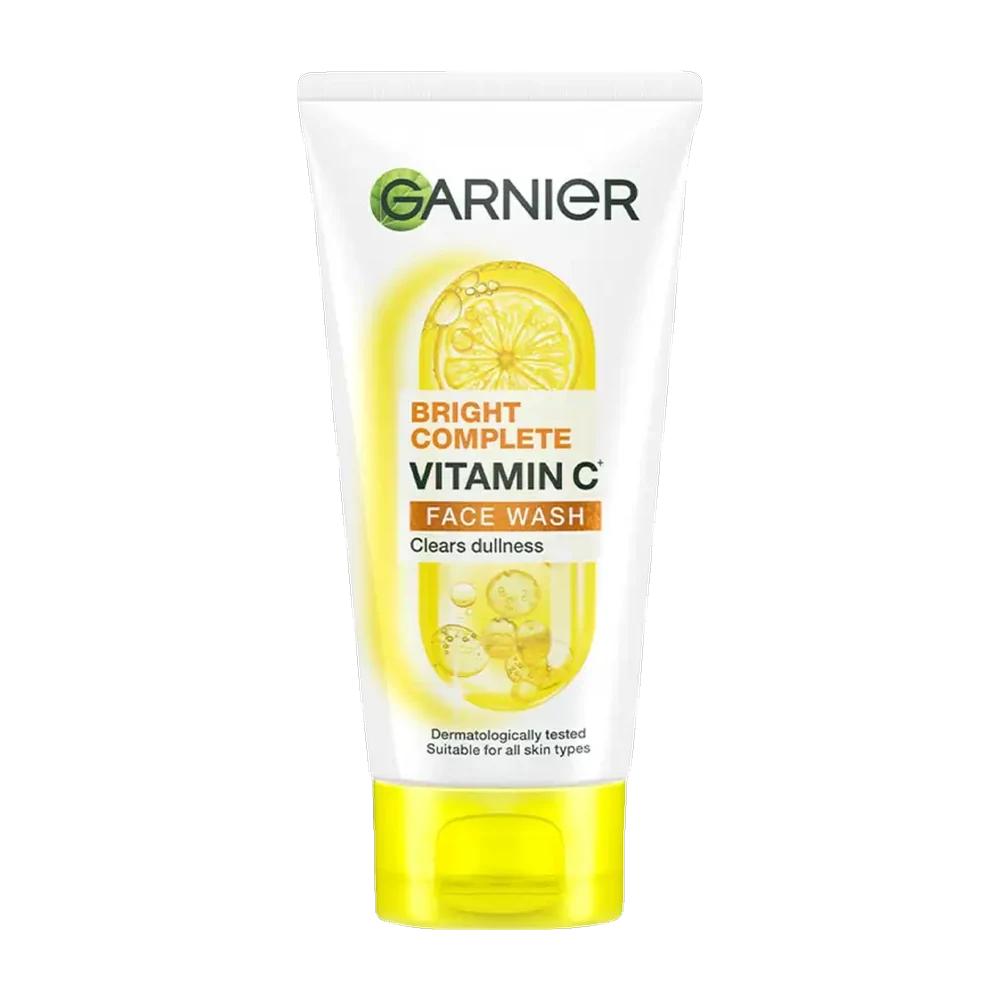 GARNIER
BRIGHT
COMPLETE
VITAMIN C+
FACE WASH
Clears dullness
Dermatologically tested
Suitable for all skin types